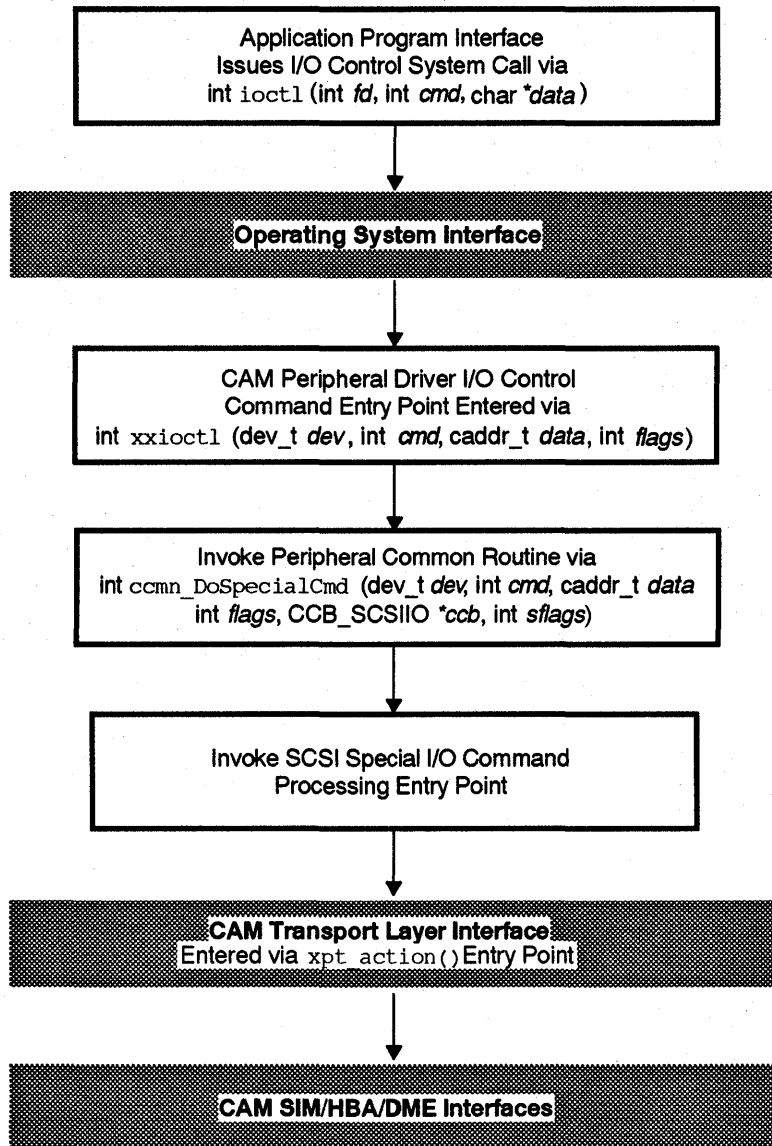 Application Program Interface
Issues I/O Control System Call via
int ioctl (int fd, int cmd, char *data)
Operating System Interface
CAM Peripheral Driver I/O Control
Command Entry Point Entered via
int xxioctl (dev_t dev, int cmd, caddr_t data, int flags)
Invoke Peripheral Common Routine via
int ccmn_DoSpecialCmd (dev_t dev, int cmd, caddr_t data
int flags, CCB_SCSIIO *ccb, int sflags)
Invoke SCSI Special I/O Command
Processing Entry Point
CAM Transport Layer Interface
Entered via xpt_action() Entry Point
CAM SIM/HBA/DME Interfaces